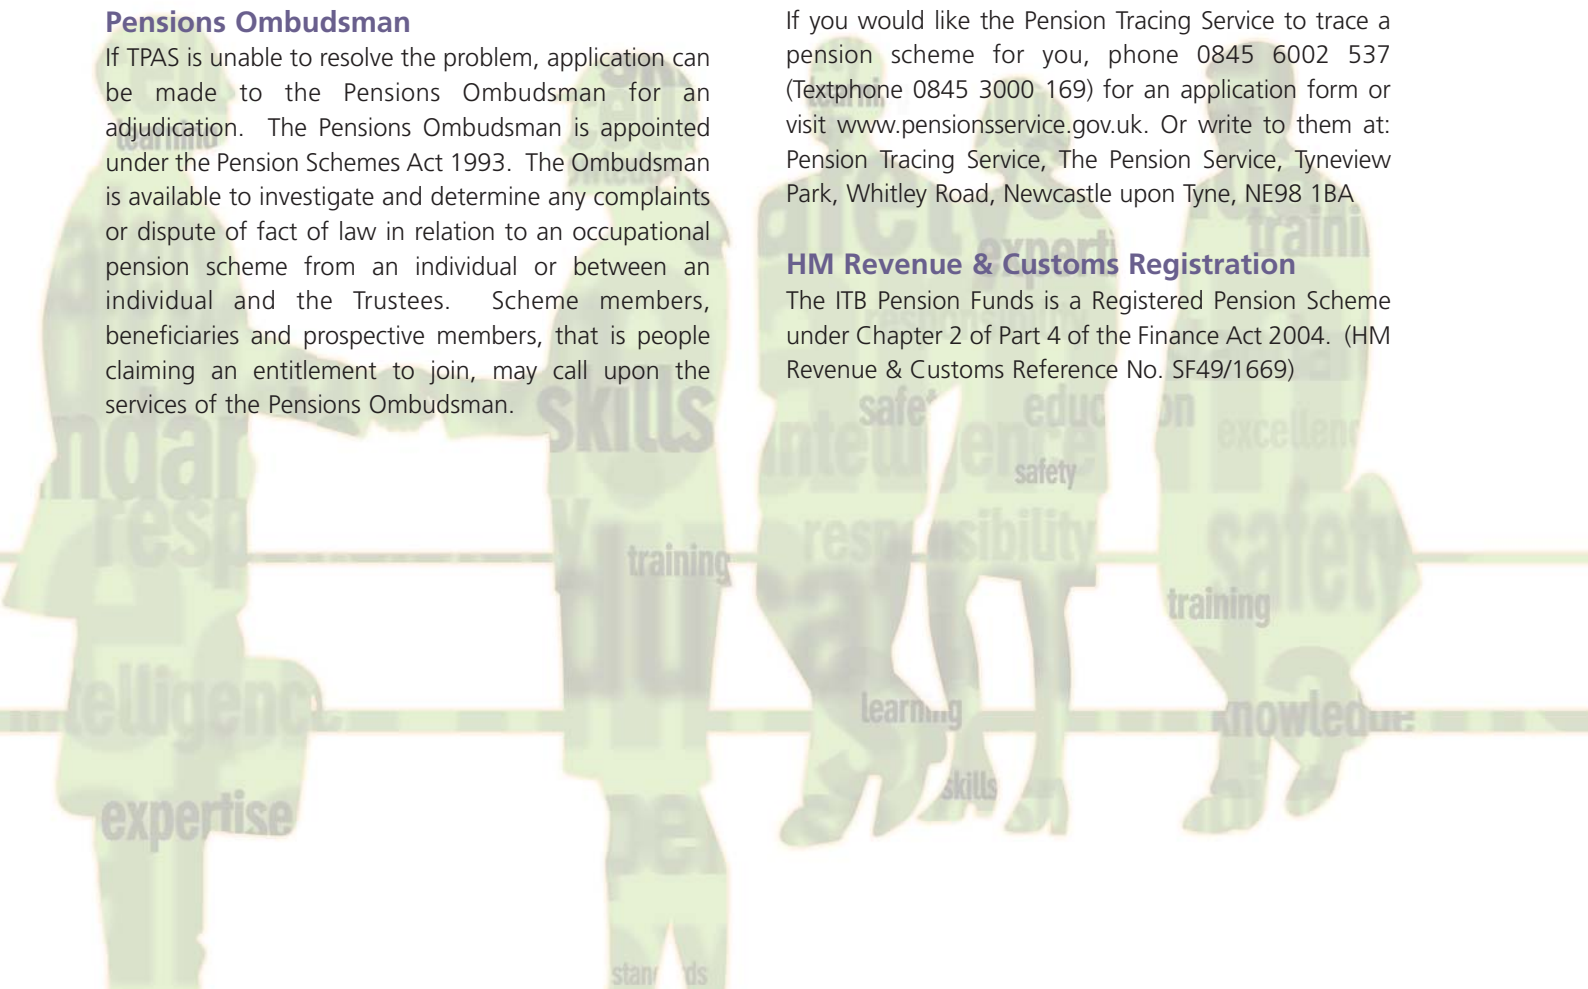 Pensions Ombudsman
If TPAS is unable to resolve the problem, application can
be made to the Pensions Ombudsman for an
adjudication. The Pensions Ombudsman is appointed
under the Pension Schemes Act 1993. The Ombudsman
is available to investigate and determine any complaints
or dispute of fact of law in relation to an occupational
pension scheme from an individual or between an
individual and the Trustees. Scheme members,
beneficiaries and prospective members, that is people
claiming an entitlement to join, may call upon the
services of the Pensions Ombudsman.
If you would like the Pension Tracing Service to trace a
pension scheme for you, phone 0845 6002 537
(Textphone 0845 3000 169) for an application form or
visit www.pensionsservice.gov.uk. Or write to them at:
Pension Tracing Service, The Pension Service, Tyneview
Park, Whitley Road, Newcastle upon Tyne, NE98 1BA
HM Revenue & Customs Registration
The ITB Pension Funds is a Registered Pension Scheme
under Chapter 2 of Part 4 of the Finance Act 2004. (HM
Revenue & Customs Reference No. SF49/1669)
skills
safety
training
responsibility
safety
training
learning
knowledge
skills
expertise